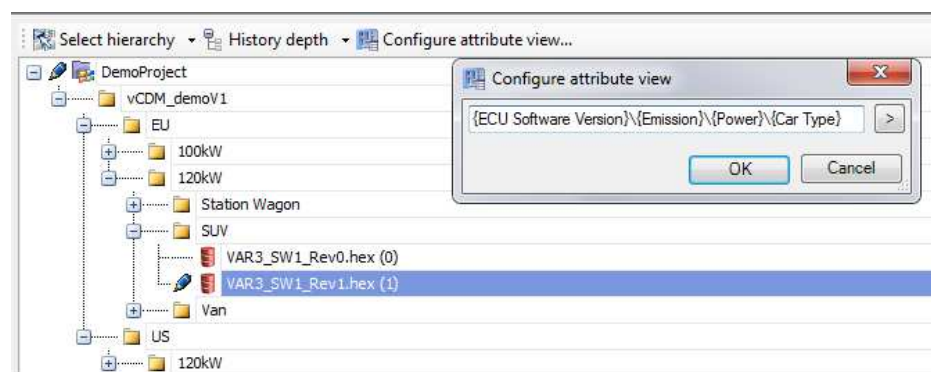 Select hierarchy History depth Configure attribute view...
DemoProject
vCDM_demoV1
EU
100kW
120kW
Station Wagon
SUV
VAR3_SW1_Rev0.hex (0)
VAR3_SW1_Rev1.hex (1)
Van
US
120kW
Configure attribute view
{ECU Software Version}\{Emission}\{Power}\{Car Type} >
OK Cancel